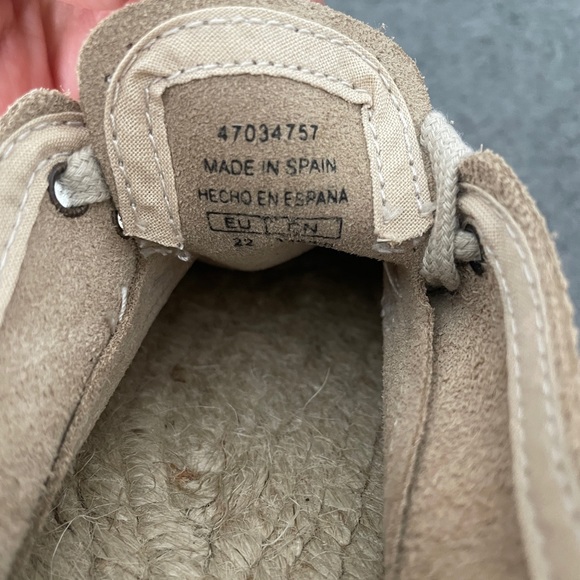 47034757
MADE IN SPAIN
HECHO EN ESPANA
EU CN
22